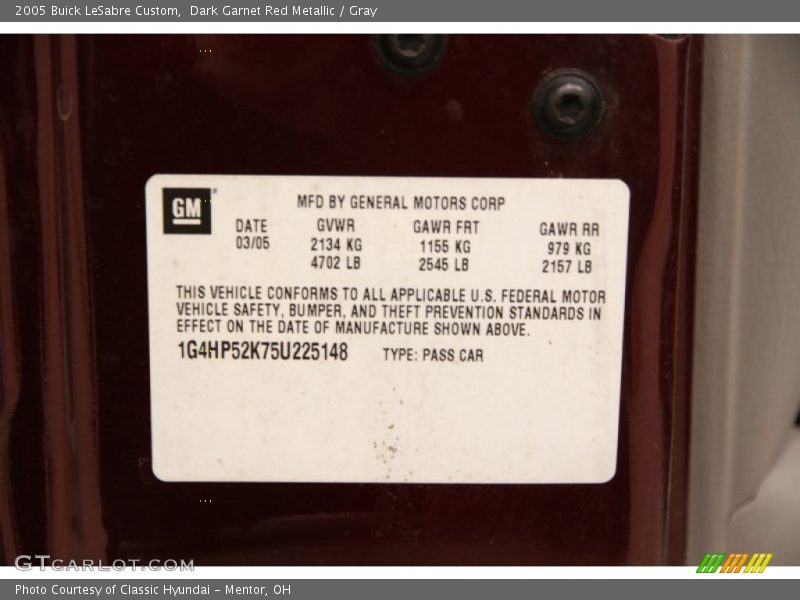 2005 Buick LeSabre Custom,  Dark Garnet Red Metallic / Gray
GM
MFD BY GENERAL MOTORS CORP
DATE GVWR GAWR FRT GAWR RR
03/05 2134 KG 1155 KG 979 KG
4702 LB 2545 LB 2157 LB
THIS VEHICLE CONFORMS TO ALL APPLICABLE U.S. FEDERAL MOTOR
VEHICLE SAFETY, BUMPER, AND THEFT PREVENTION STANDARDS IN
EFFECT ON THE DATE OF MANUFACTURE SHOWN ABOVE.
1G4HP52K75U225148 TYPE: PASS CAR
GTCARLOT.COM
Photo Courtesy of Classic Hyundai - Mentor, OH